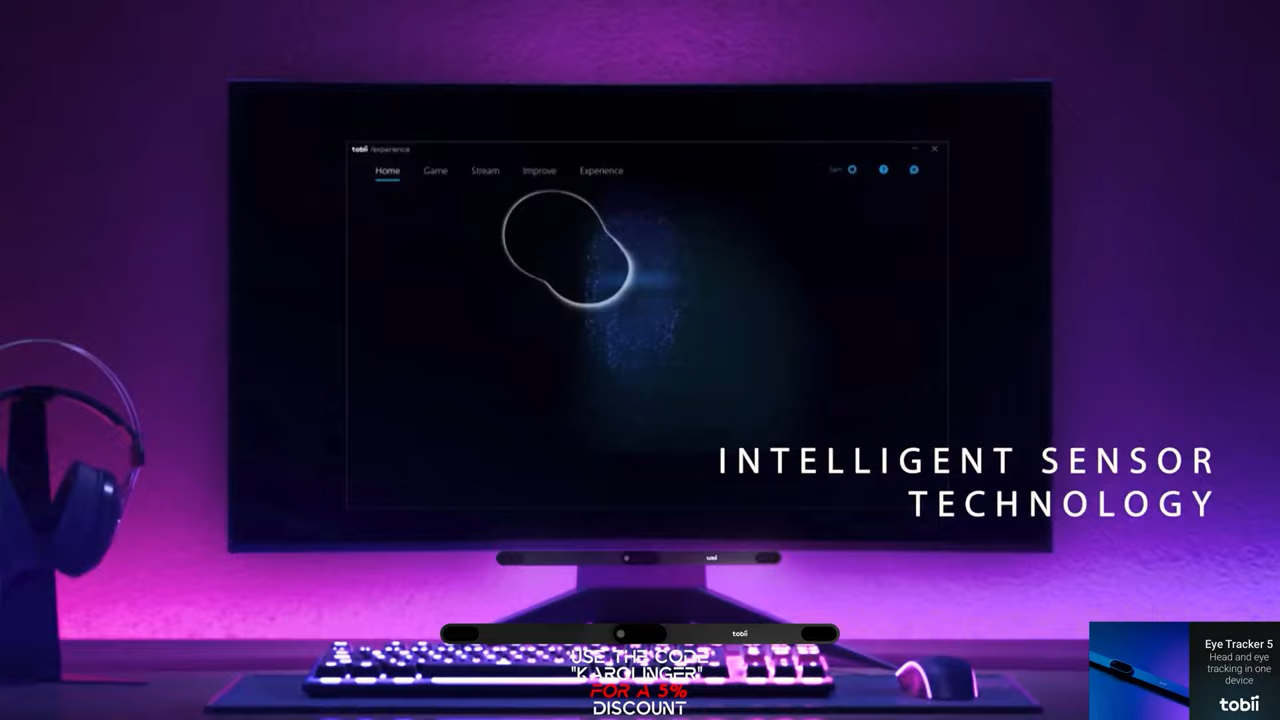 tobii experience
Home Game Stream Improve Experience
INTELLIGENT SENSOR
TECHNOLOGY
tobii
tobii
USE THE CODE
"KAROLINGER"
FOR A 5%
DISCOUNT
Eye Tracker 5
Head and eye
tracking in one
device
tobii